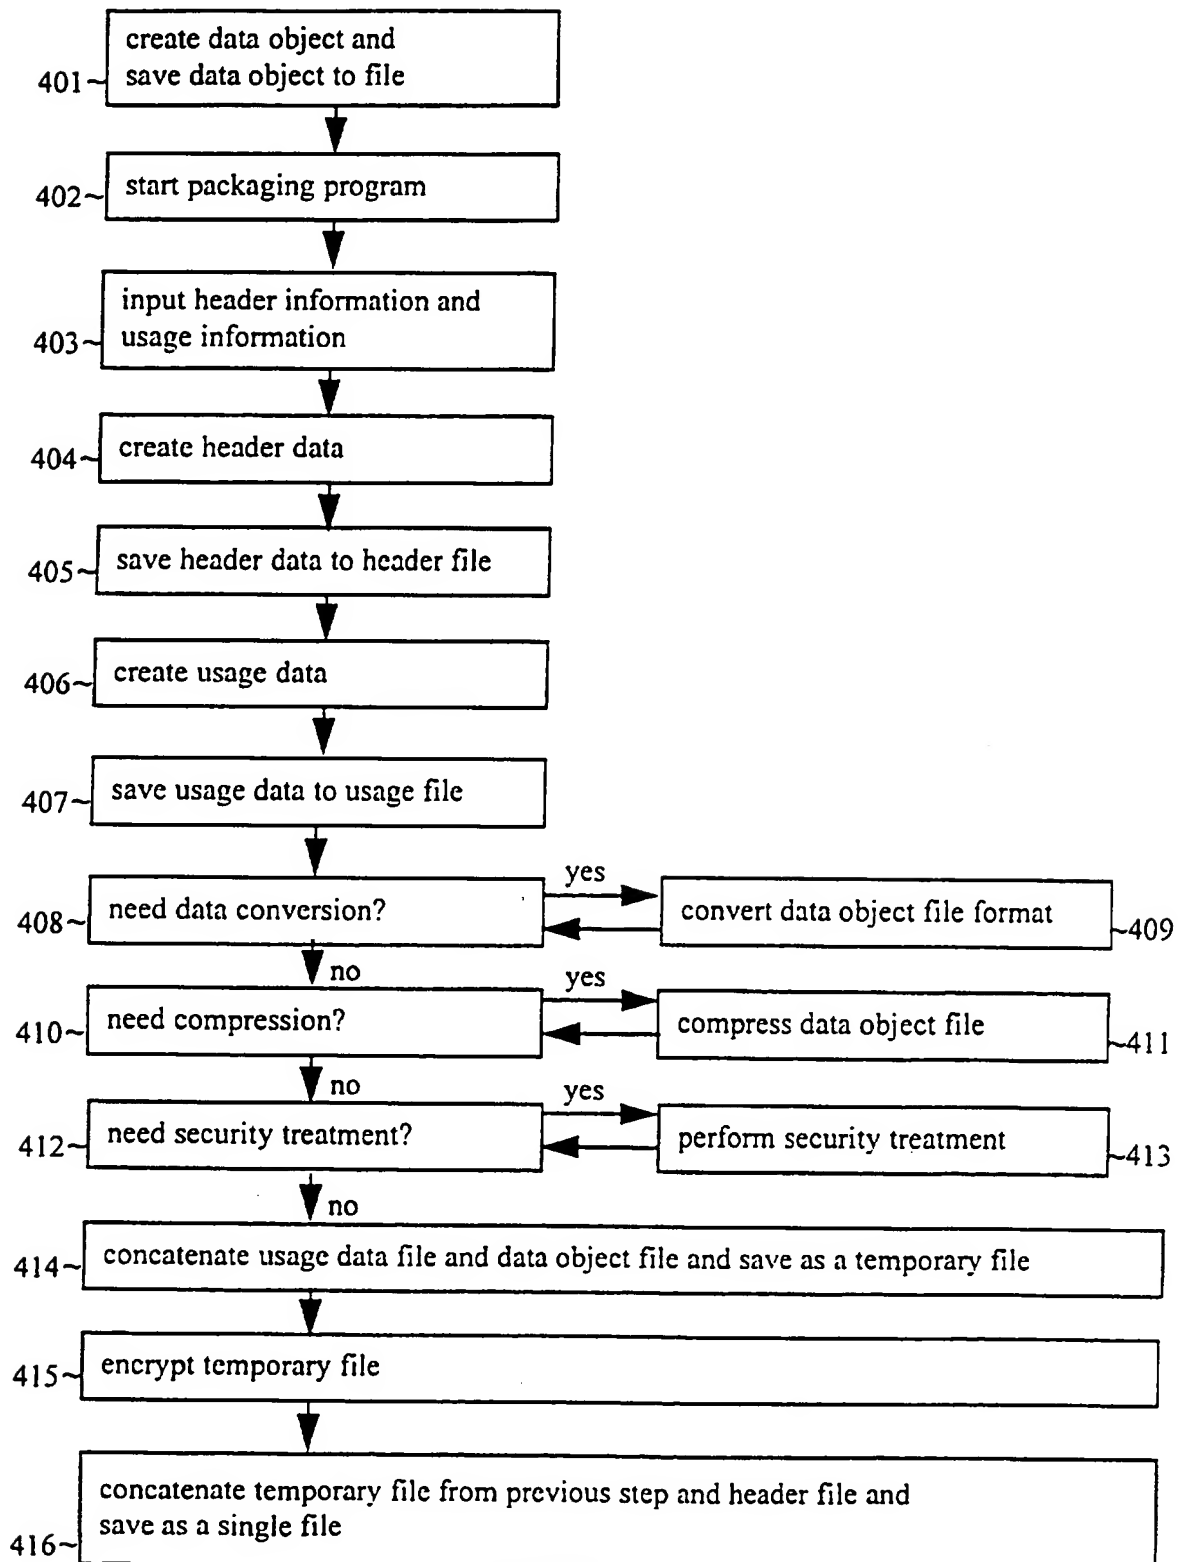 create data object and
save data object to file
401~
start packaging program
402~
input header information and
usage information
403~
create header data
404~
save header data to header file
405~
create usage data
406~
save usage data to usage file
407~
yes
need data conversion?
convert data object file format
408~
~409
no
yes
need compression?
compress data object file
410~
~411
no
yes
need security treatment?
perform security treatment
412~
~413
no
concatenate usage data file and data object file and save as a temporary file
414~
encrypt temporary file
415~
concatenate temporary file from previous step and header file and
save as a single file
416~